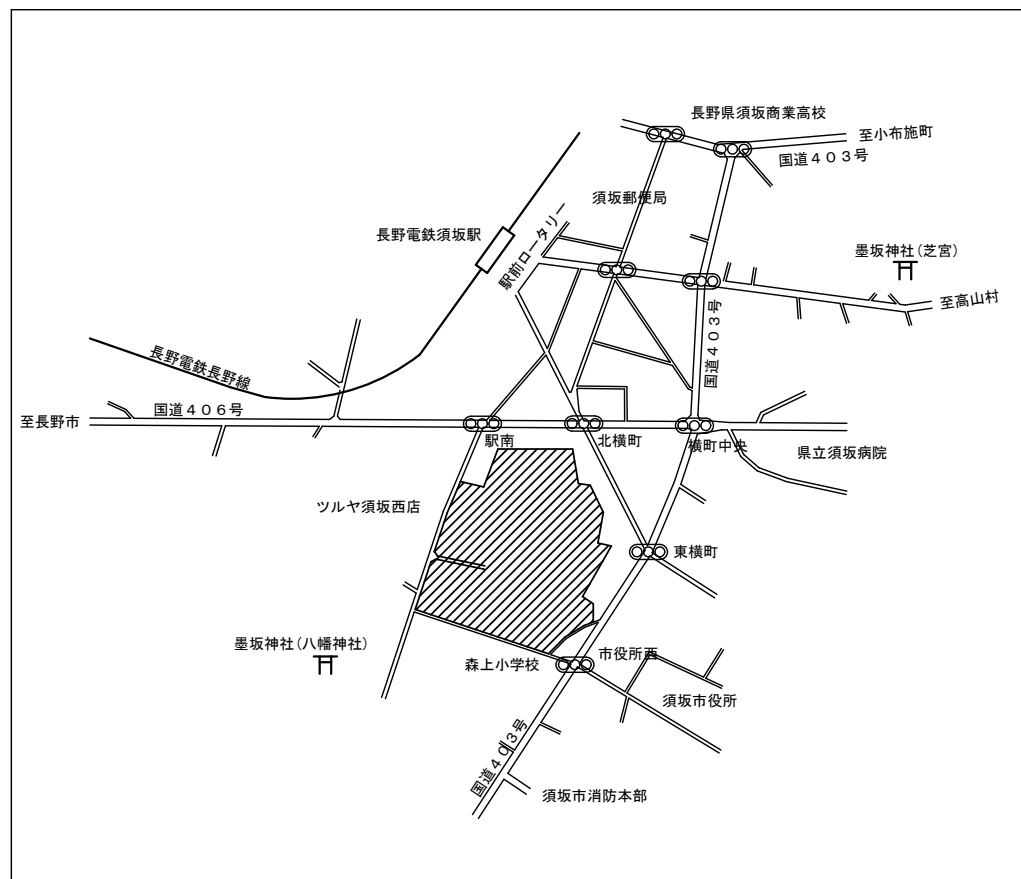 長野県須坂商業高校
至小布施町
国道４０３号
須坂郵便局
長野電鉄須坂駅
駅前ロータリー
墨坂神社(芝宮)
至高山村
国道４０３号
長野電鉄長野線
国道４０６号
至長野市
駅南
北横町
横町中央
県立須坂病院
ツルヤ須坂西店
東横町
墨坂神社(八幡神社)
森上小学校
市役所西
須坂市役所
国道４０３号
須坂市消防本部